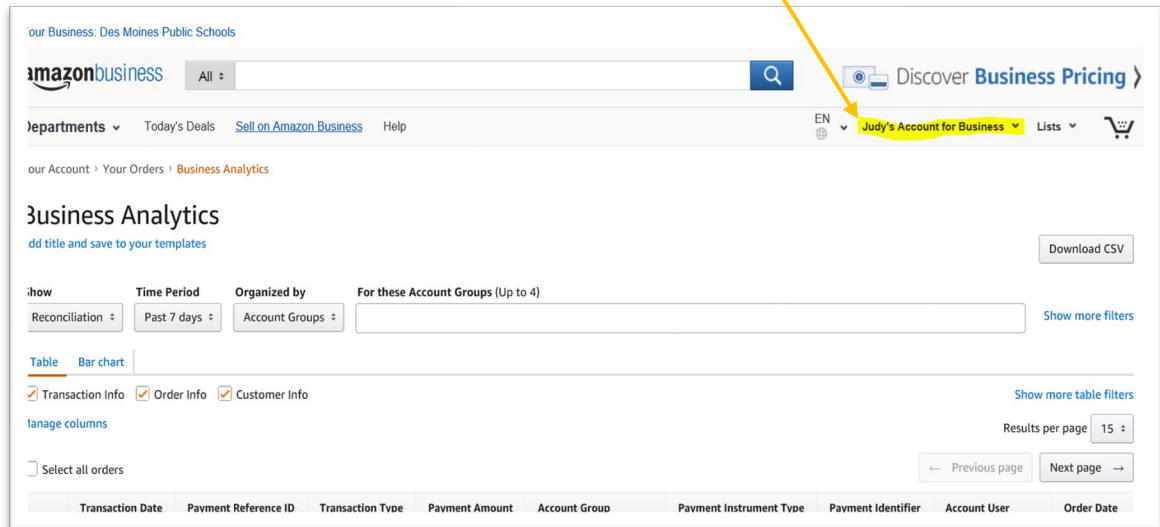 our Business: Des Moines Public Schools
amazonbusiness All Discover Business Pricing
Departments Today's Deals Sell on Amazon Business Help EN Judy's Account for Business Lists
our Account › Your Orders › Business Analytics
Business Analytics
dd title and save to your templates
Download CSV
Show Time Period Organized by For these Account Groups (Up to 4)
Reconciliation Past 7 days Account Groups Show more filters
Table Bar chart
Transaction Info Order Info Customer Info Show more table filters
Manage columns Results per page 15
Select all orders ← Previous page Next page →
Transaction Date Payment Reference ID Transaction Type Payment Amount Account Group Payment Instrument Type Payment Identifier Account User Order Date